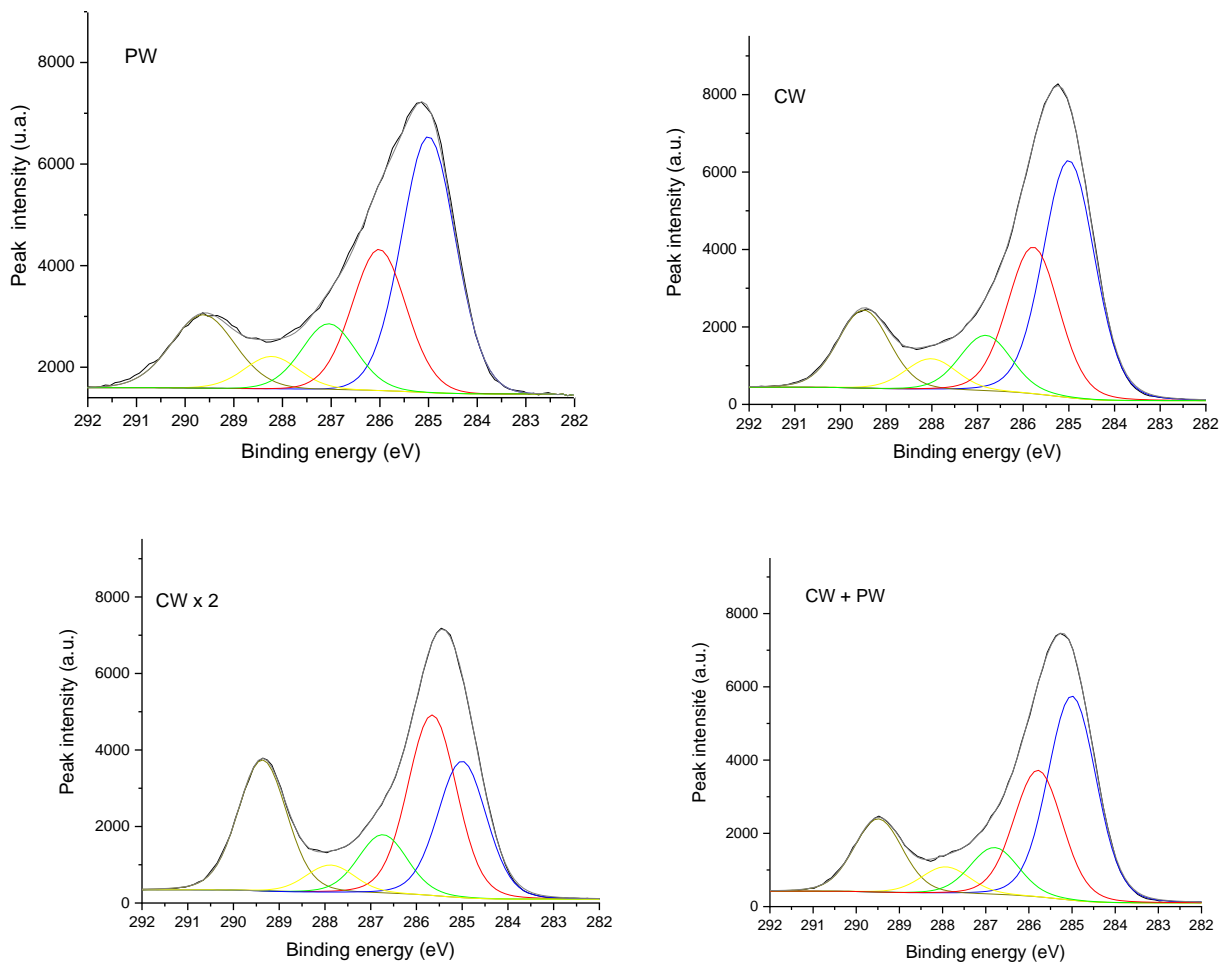 PW
Peak intensity (u.a.)
8000
6000
4000
2000
292 291 290 289 288 287 286 285 284 283 282
Binding energy (eV)
CW
Peak intensity (a.u.)
8000
6000
4000
2000
0
292 291 290 289 288 287 286 285 284 283 282
Binding energy (eV)
CW x 2
Peak intensity (a.u.)
8000
6000
4000
2000
0
292 291 290 289 288 287 286 285 284 283 282
Binding energy (eV)
CW + PW
Peak intensité (a.u.)
8000
6000
4000
2000
0
292 291 290 289 288 287 286 285 284 283 282
Binding energy (eV)